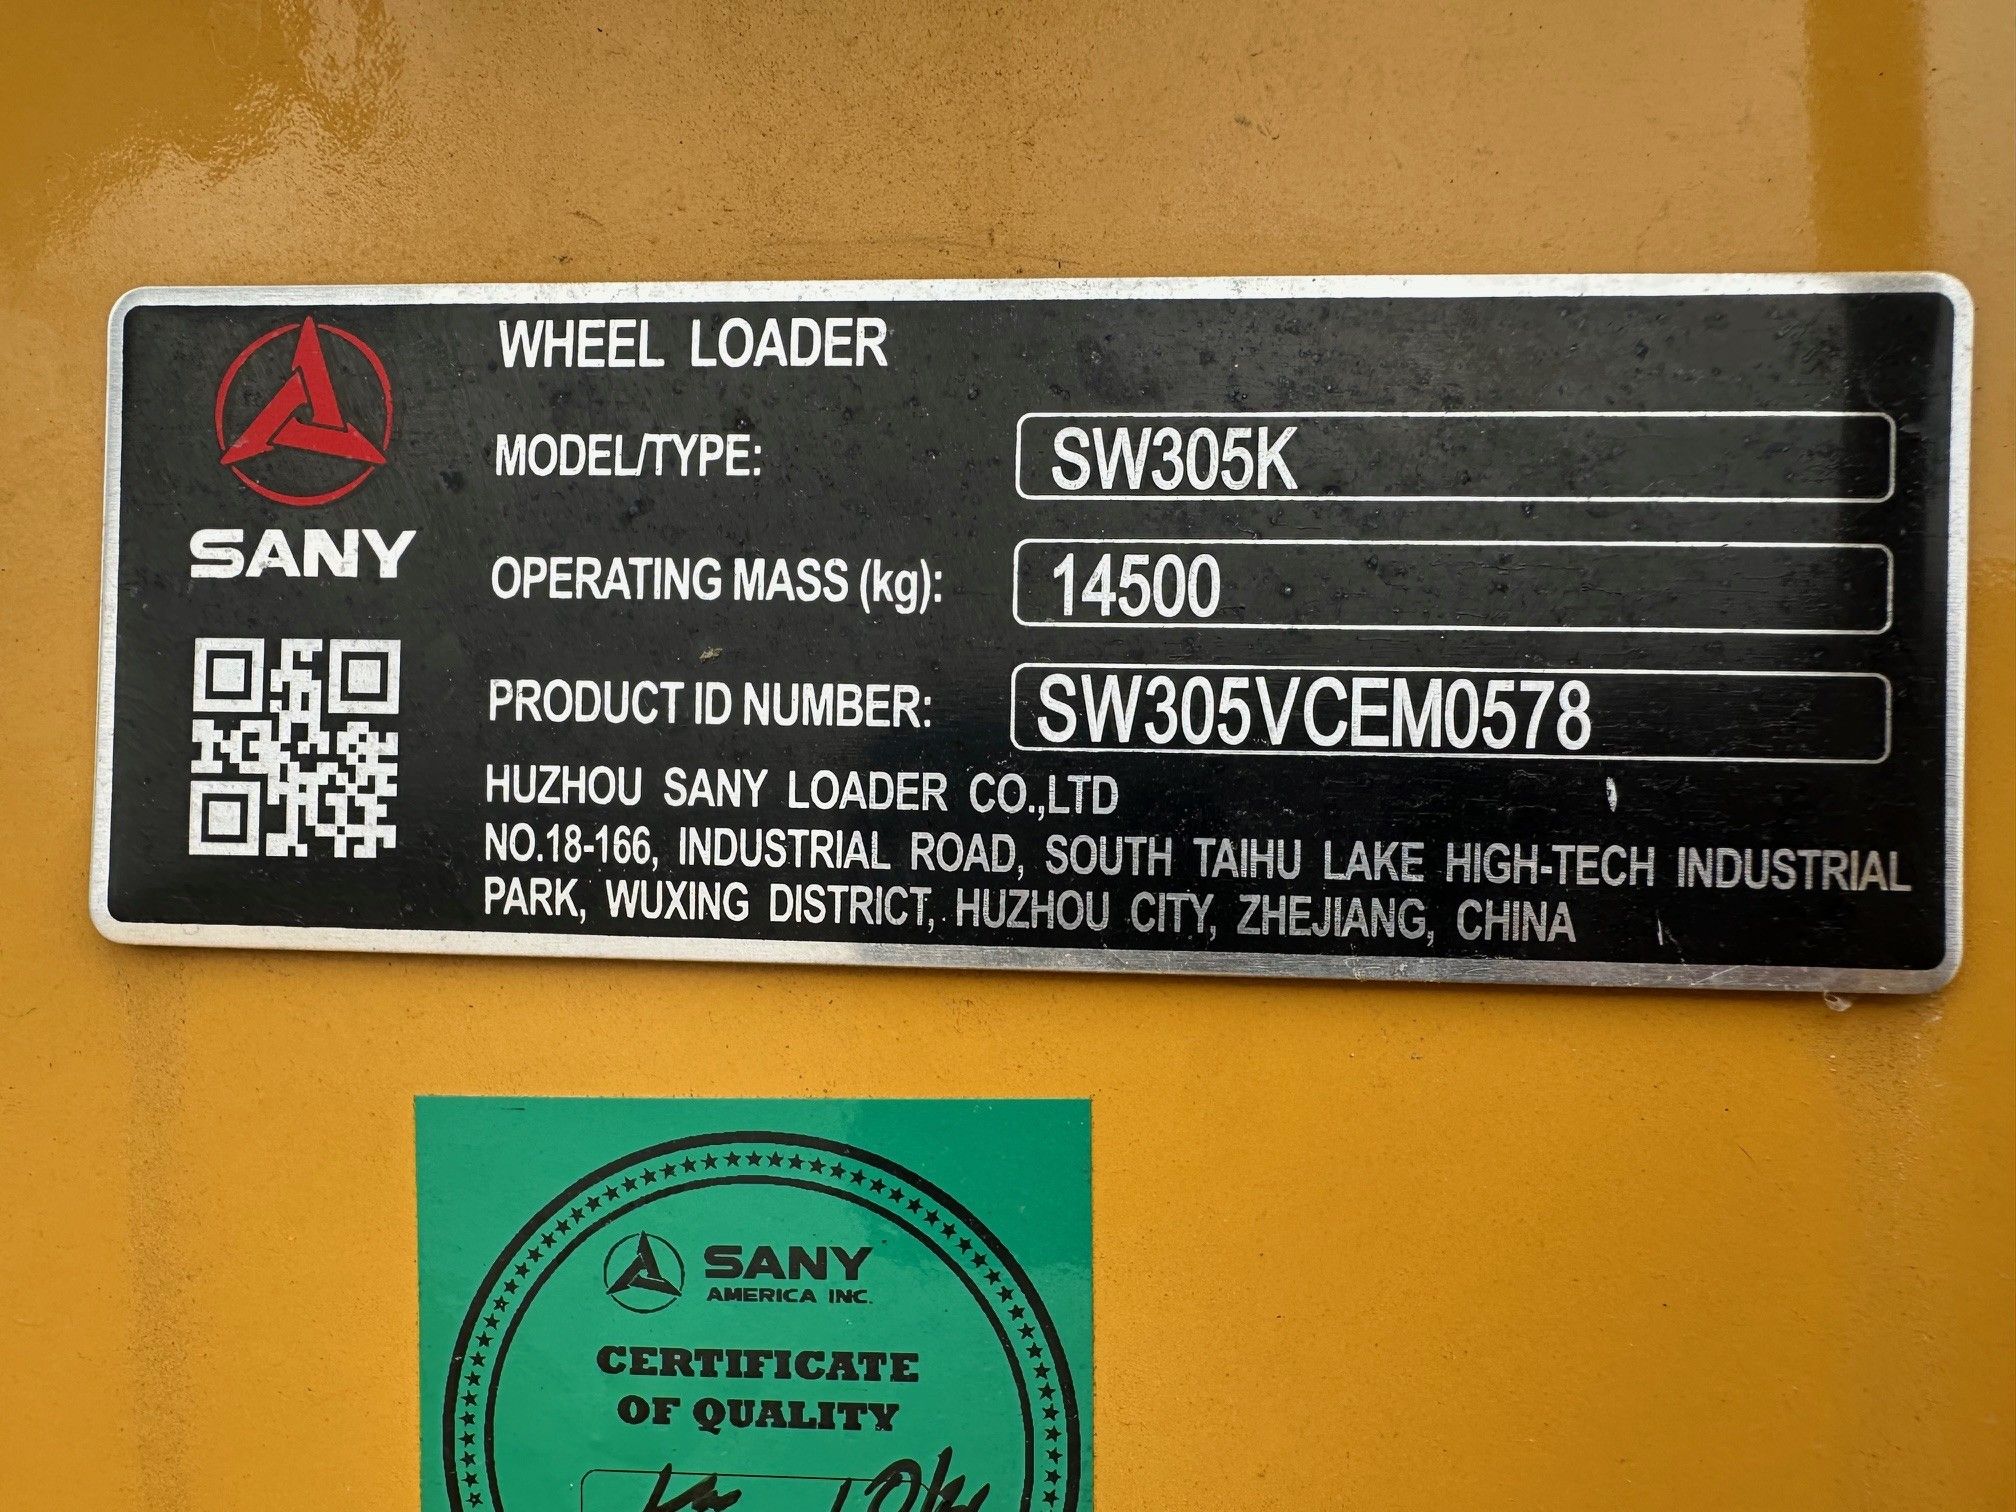 WHEEL LOADER
MODEL/TYPE: SW305K
SANY
OPERATING MASS (kg): 14500
PRODUCT ID NUMBER: SW305VCEM0578
HUZHOU SANY LOADER CO.,LTD
NO.18-166, INDUSTRIAL ROAD, SOUTH TAIHU LAKE HIGH-TECH INDUSTRIAL
PARK, WUXING DISTRICT, HUZHOU CITY, ZHEJIANG, CHINA
SANY
AMERICA INC.
CERTIFICATE
OF QUALITY